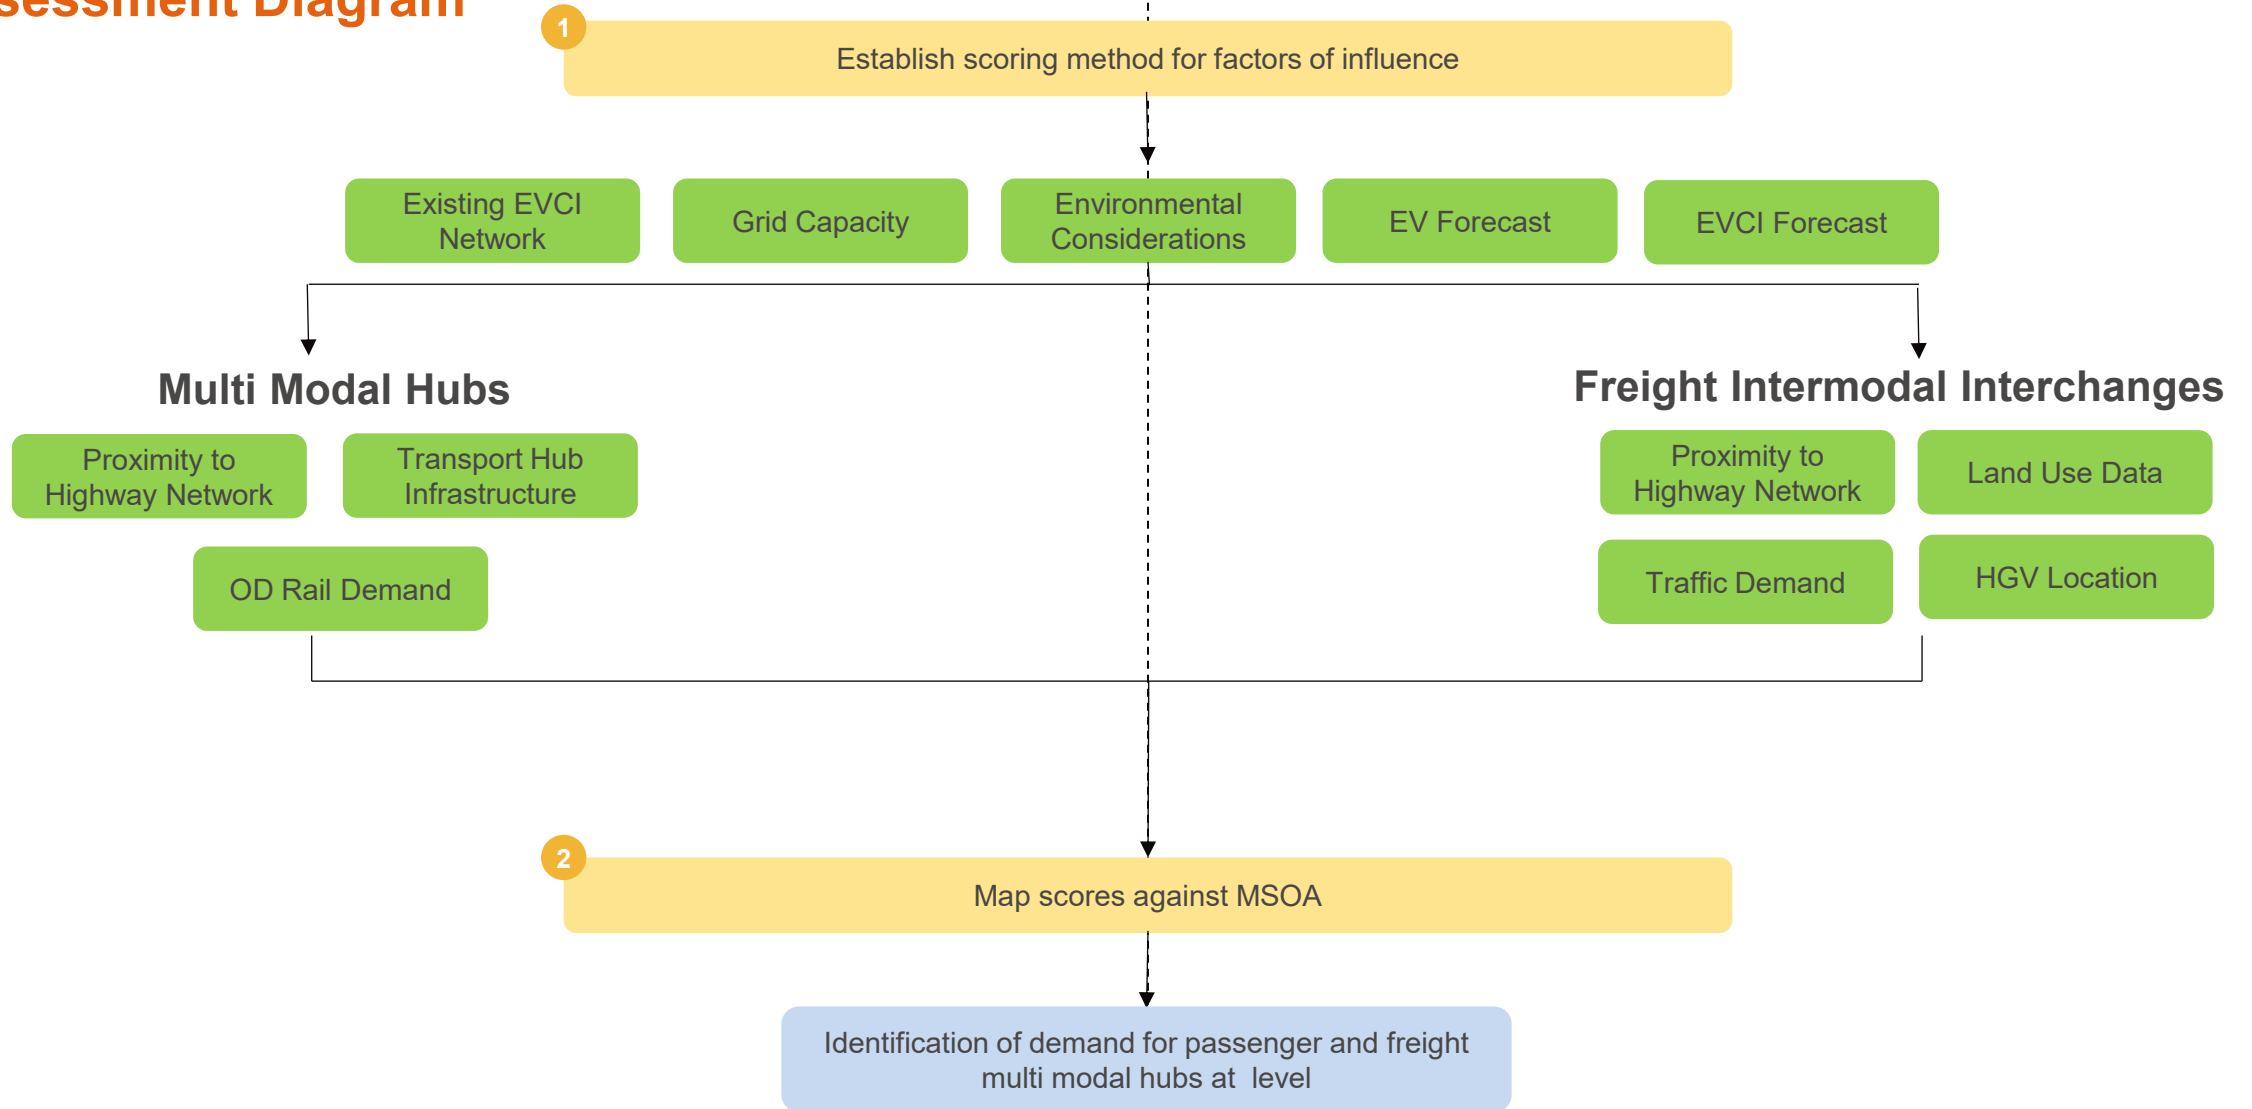 Diagram
1
Establish scoring method for factors of influence
Existing EVCI
Network
Grid Capacity
Environmental
Considerations
EV Forecast
EVCI Forecast
Multi Modal Hubs
Freight Intermodal Interchanges
Proximity to
Highway Network
Transport Hub
Infrastructure
OD Rail Demand
Proximity to
Highway Network
Land Use Data
Traffic Demand
HGV Location
2
Map scores against MSOA
Identification of demand for passenger and freight
multi modal hubs at level